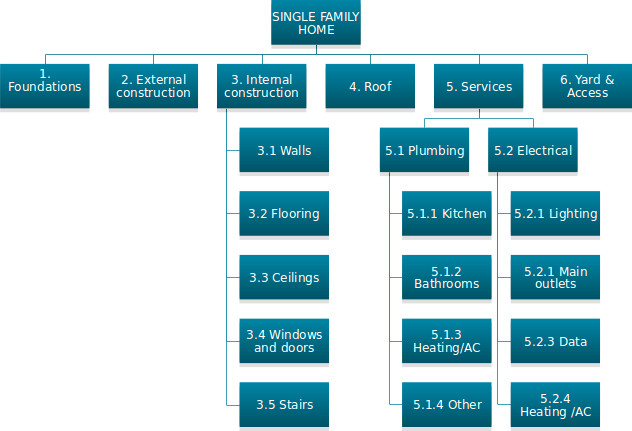 SINGLE FAMILY
HOME
1.
Foundations
2. External
construction
3. Internal
construction
4. Roof
5. Services
6. Yard &
Access
3.1 Walls
3.2 Flooring
3.3 Ceilings
3.4 Windows
and doors
3.5 Stairs
5.1 Plumbing
5.1.1 Kitchen
5.1.2
Bathrooms
5.1.3
Heating/AC
5.1.4 Other
5.2 Electrical
5.2.1 Lighting
5.2.1 Main
outlets
5.2.3 Data
5.2.4
Heating /AC